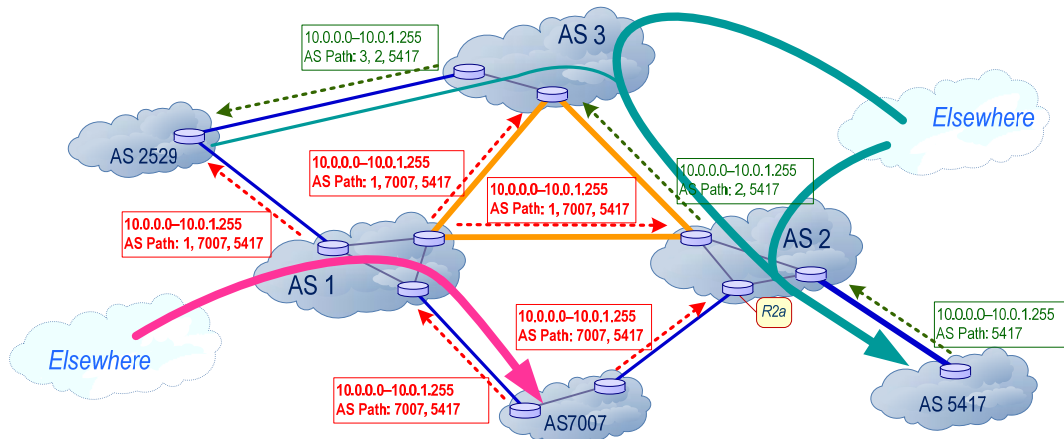 10.0.0.0–10.0.1.255
AS Path: 3, 2, 5417
AS 3
Elsewhere
AS 2529
10.0.0.0–10.0.1.255
AS Path: 1, 7007, 5417
10.0.0.0–10.0.1.255
AS Path: 2, 5417
10.0.0.0–10.0.1.255
AS Path: 1, 7007, 5417
10.0.0.0–10.0.1.255
AS Path: 1, 7007, 5417
AS 2
AS 1
R2a
10.0.0.0–10.0.1.255
AS Path: 7007, 5417
10.0.0.0–10.0.1.255
AS Path: 5417
Elsewhere
10.0.0.0–10.0.1.255
AS Path: 7007, 5417
AS7007
AS 5417